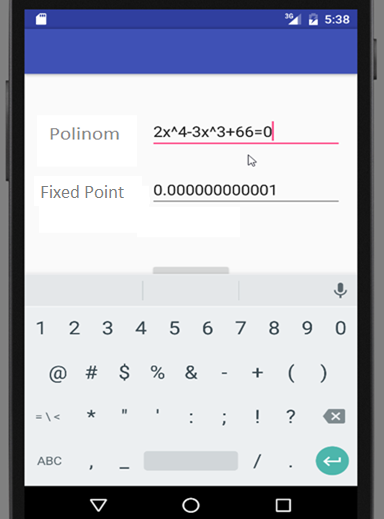 3G 5:38
Polinom 2x^4-3x^3+66=0
Fixed Point 0.000000000001
1 2 3 4 5 6 7 8 9 0
@ # $ % & - + ( )
= \ < * " ' : ; ! ?
ABC , _ / .